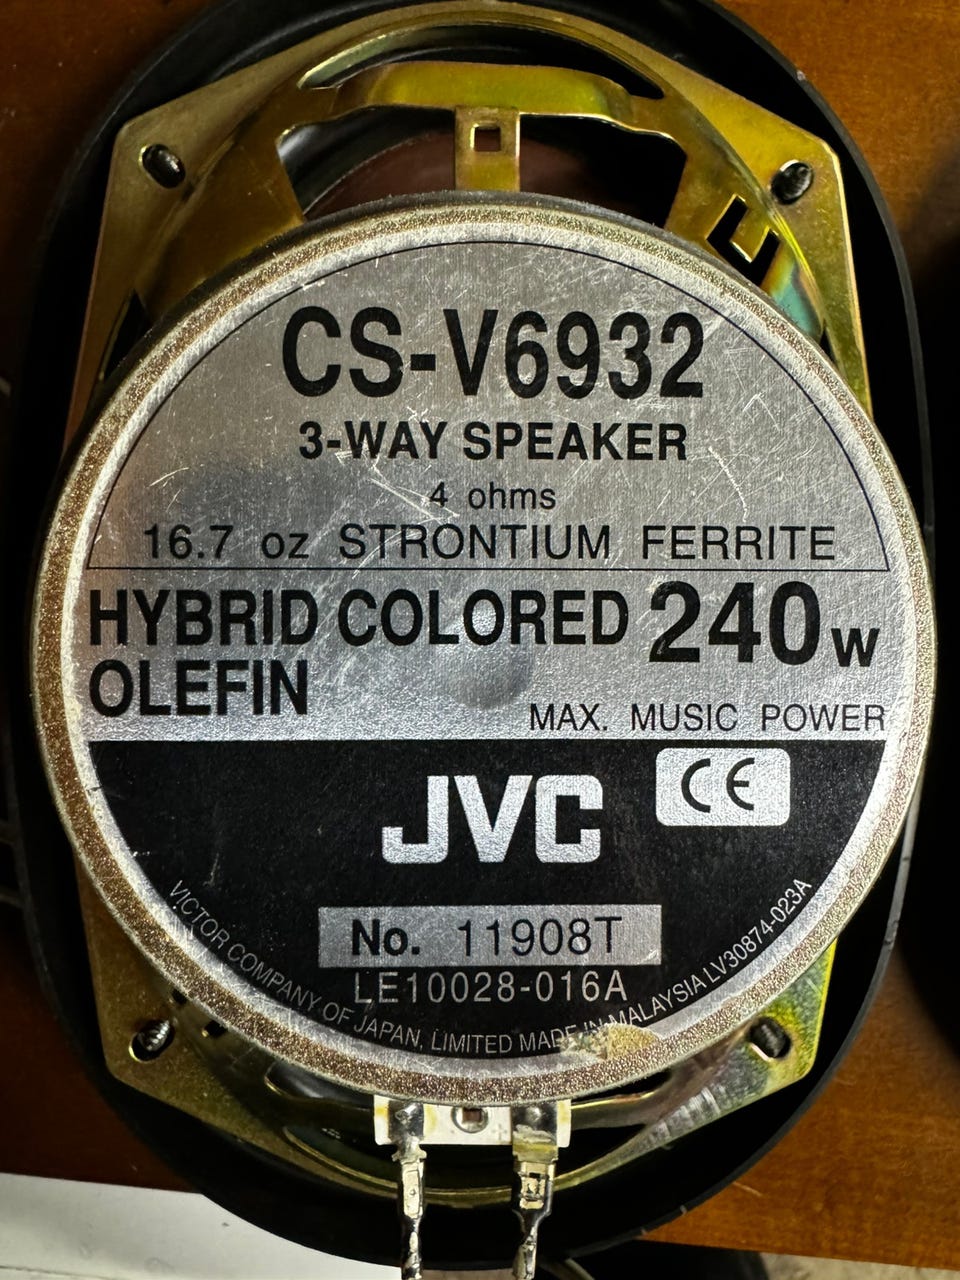 CS-V6932
3-WAY SPEAKER
4 ohms
16.7 oz STRONTIUM FERRITE
HYBRID COLORED
OLEFIN
240 W
MAX. MUSIC POWER
JVC
CE
No. 11908T
LE10028-016A
VICTOR COMPANY OF JAPAN, LIMITED MADE IN MALAYSIA LV30874-023A